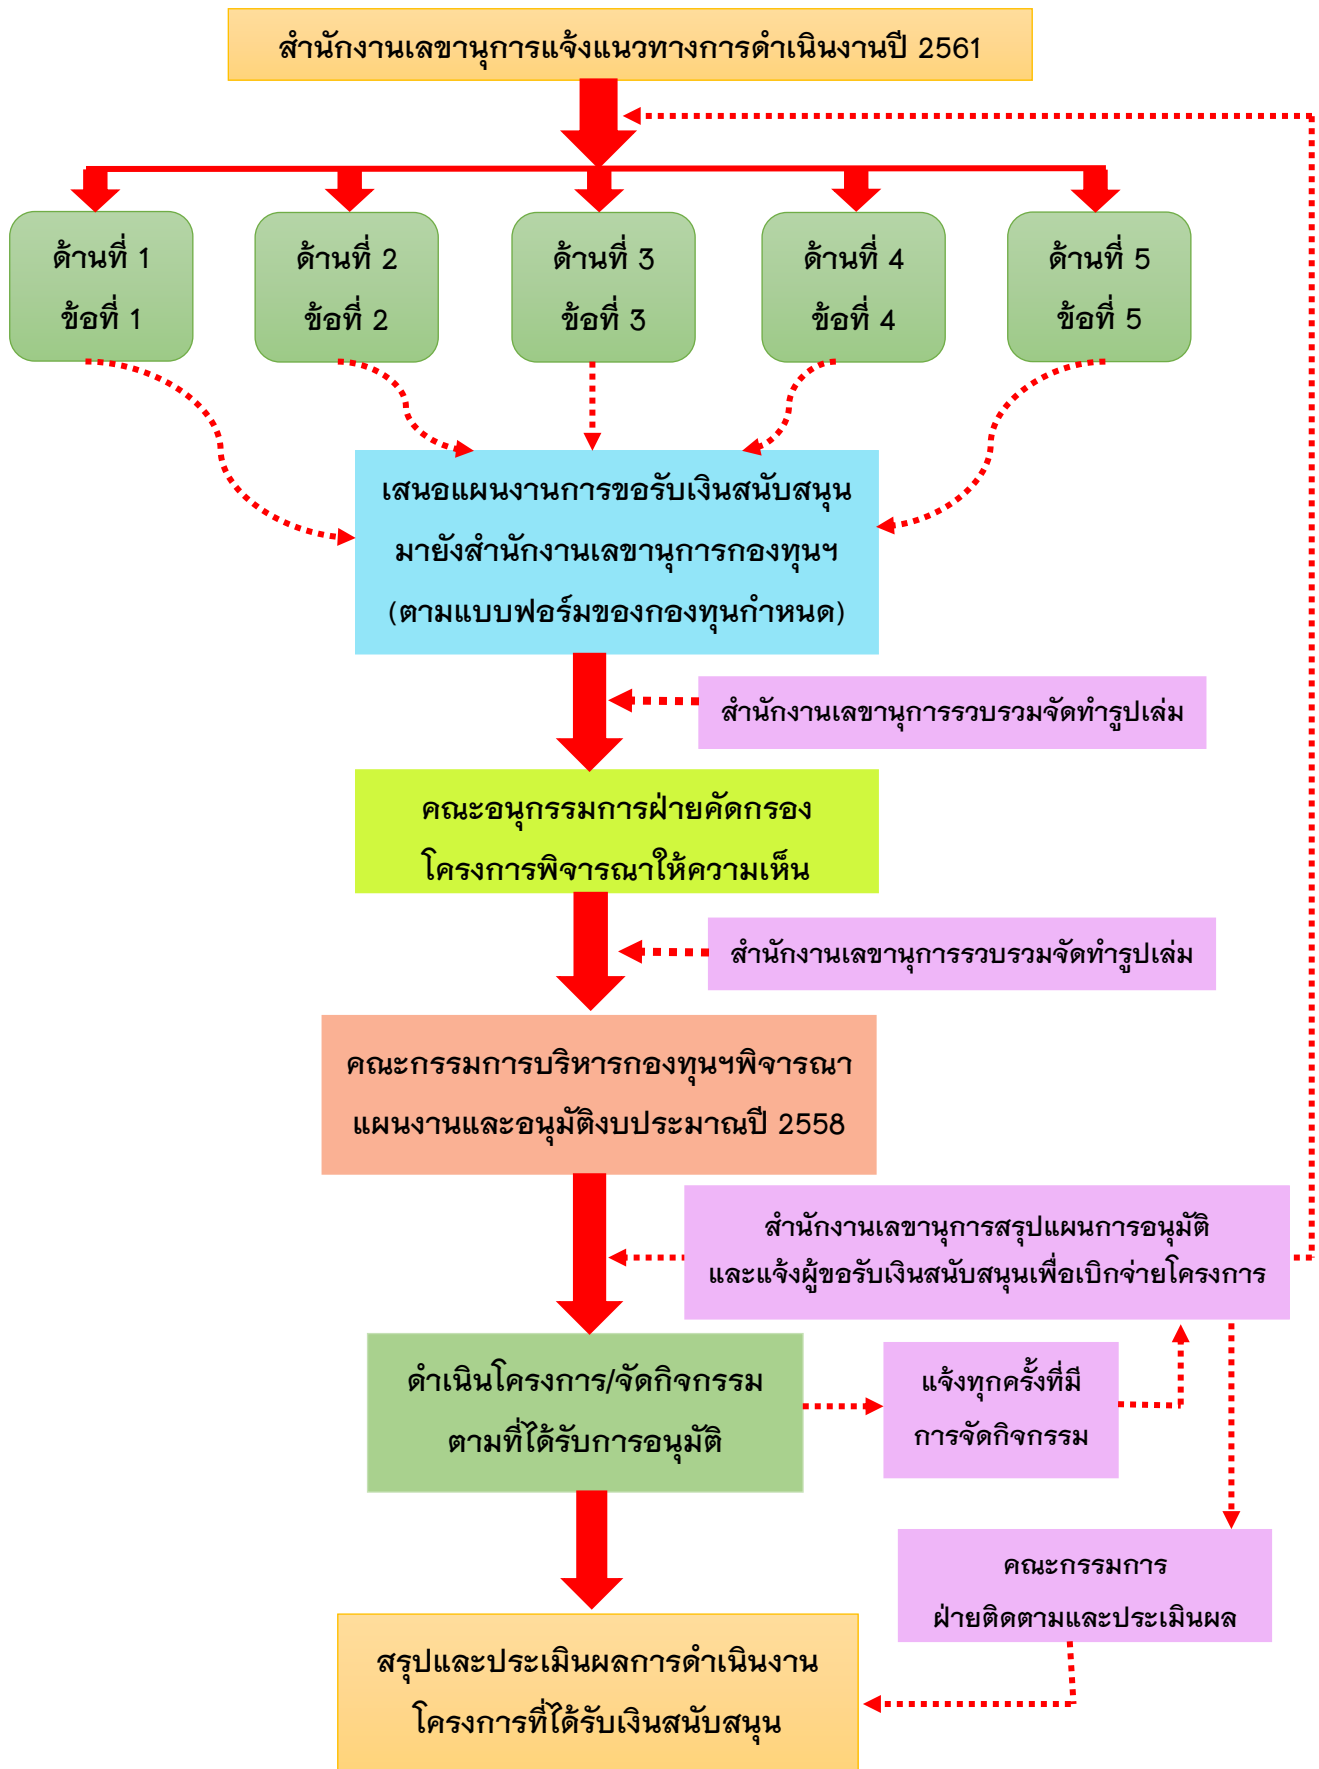 สำนักงานเลขานุการแจ้งแนวทางการดำเนินงานปี 2561
ด้านที่ 1
ข้อที่ 1
ด้านที่ 2
ข้อที่ 2
ด้านที่ 3
ข้อที่ 3
ด้านที่ 4
ข้อที่ 4
ด้านที่ 5
ข้อที่ 5
เสนอแผนงานการขอรับเงินสนับสนุน
มายังสำนักงานเลขานุการกองทุนฯ
(ตามแบบฟอร์มของกองทุนกำหนด)
สำนักงานเลขานุการรวบรวมจัดทำรูปเล่ม
คณะอนุกรรมการฝ่ายคัดกรอง
โครงการพิจารณาให้ความเห็น
สำนักงานเลขานุการรวบรวมจัดทำรูปเล่ม
คณะกรรมการบริหารกองทุนฯพิจารณา
แผนงานและอนุมัติงบประมาณปี 2558
สำนักงานเลขานุการสรุปแผนการอนุมัติ
และแจ้งผู้ขอรับเงินสนับสนุนเพื่อเบิกจ่ายโครงการ
ดำเนินโครงการ/จัดกิจกรรม
ตามที่ได้รับการอนุมัติ
แจ้งทุกครั้งที่มี
การจัดกิจกรรม
คณะกรรมการ
ฝ่ายติดตามและประเมินผล
สรุปและประเมินผลการดำเนินงาน
โครงการที่ได้รับเงินสนับสนุน